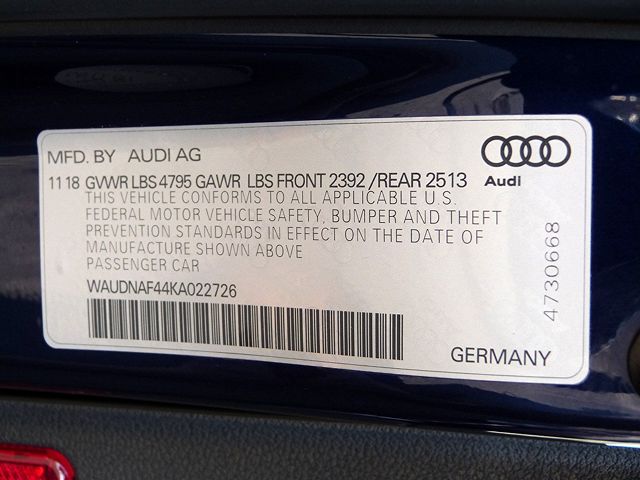 MFD. BY AUDI AG
11 18 GVWR LBS 4795 GAWR LBS FRONT 2392 /REAR 2513
THIS VEHICLE CONFORMS TO ALL APPLICABLE U.S.
FEDERAL MOTOR VEHICLE SAFETY, BUMPER AND THEFT
PREVENTION STANDARDS IN EFFECT ON THE DATE OF
MANUFACTURE SHOWN ABOVE
PASSENGER CAR
WAUDNAF44KA022726
Audi
4730668
GERMANY